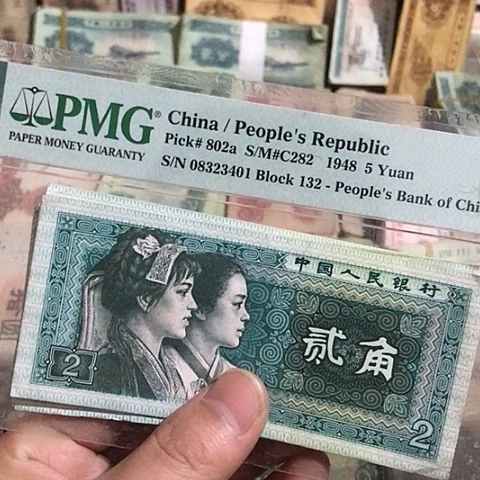 PMG®
PAPER MONEY GUARANTY
China / People's Republic
Pick# 802a S/M#C282 1948 5 Yuan
S/N 08323401 Block 132 - People's Bank of Chi
中国人民银行
贰角
2
2